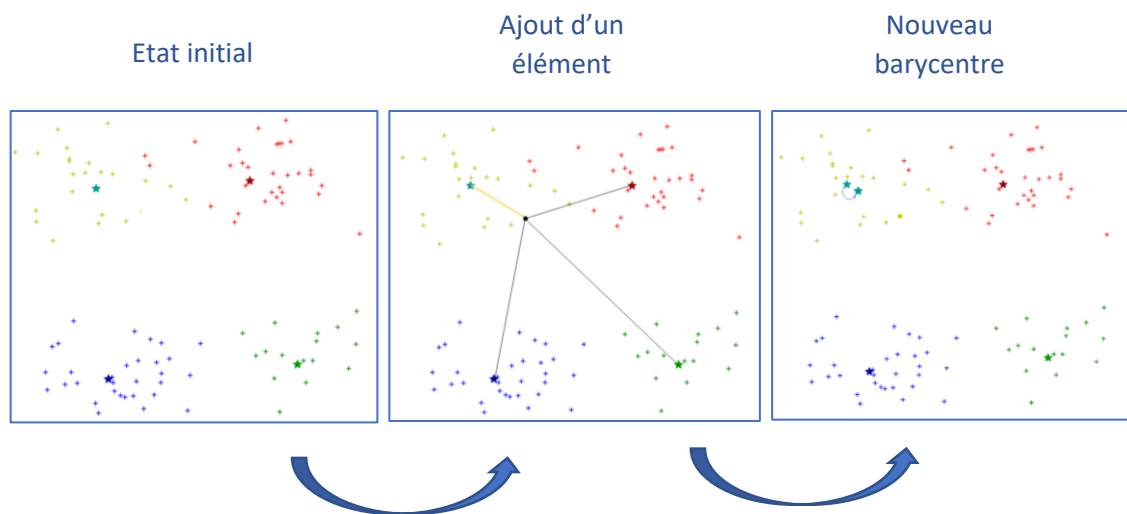 Etat initial
Ajout d’un
élément
Nouveau
barycentre